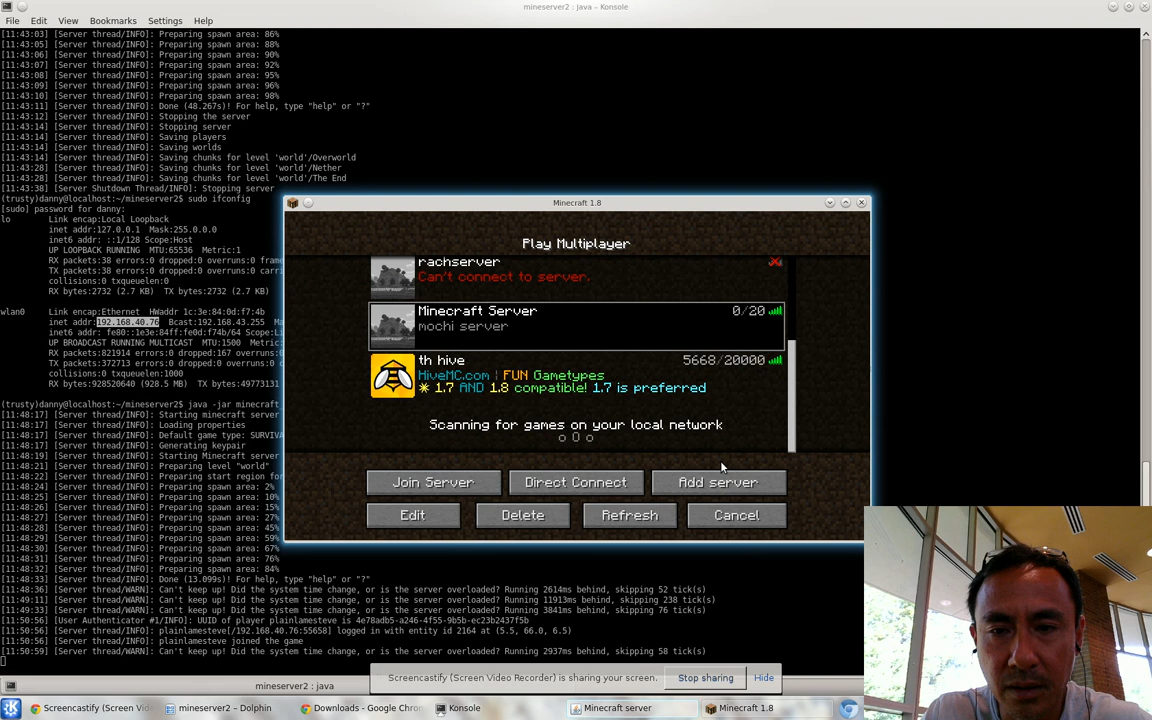 mineserver2 : java – Konsole
File Edit View Bookmarks Settings Help
[11:43:03] [Server thread/INFO]: Preparing spawn area: 86%
[11:43:05] [Server thread/INFO]: Preparing spawn area: 88%
[11:43:06] [Server thread/INFO]: Preparing spawn area: 90%
[11:43:07] [Server thread/INFO]: Preparing spawn area: 92%
[11:43:08] [Server thread/INFO]: Preparing spawn area: 95%
[11:43:09] [Server thread/INFO]: Preparing spawn area: 96%
[11:43:10] [Server thread/INFO]: Preparing spawn area: 98%
[11:43:11] [Server thread/INFO]: Done (48.267s)! For help, type "help" or "?"
[11:43:12] [Server thread/INFO]: Stopping the server
[11:43:14] [Server thread/INFO]: Stopping server
[11:43:14] [Server thread/INFO]: Saving players
[11:43:14] [Server thread/INFO]: Saving worlds
[11:43:14] [Server thread/INFO]: Saving chunks for level 'world'/Overworld
[11:43:28] [Server thread/INFO]: Saving chunks for level 'world'/Nether
[11:43:28] [Server thread/INFO]: Saving chunks for level 'world'/The End
[11:43:38] [Server Shutdown Thread/INFO]: Stopping server
(trusty)danny@localhost:~/mineserver2$ sudo ifconfig
[sudo] password for danny:
lo Link encap:Local Loopback
inet addr:127.0.0.1 Mask:255.0.0.0
inet6 addr: ::1/128 Scope:Host
UP LOOPBACK RUNNING MTU:65536 Metric:1
RX packets:38 errors:0 dropped:0 overruns:0
TX packets:38 errors:0 dropped:0 overruns:0
collisions:0 txqueuelen:0
RX bytes:2732 (2.7 KB) TX bytes:2732 (2.7 KB)
wlan0 Link encap:Ethernet HWaddr 1c:3e:84:0d:f7:4b
inet addr:192.168.40.76 Bcast:192.168.43.255
inet6 addr: fe80::1e3e:84ff:fe0d:f74b/64
UP BROADCAST RUNNING MULTICAST MTU:1500
RX packets:821914 errors:0 dropped:167
TX packets:372713 errors:0 dropped:0
collisions:0 txqueuelen:1000
RX bytes:928520640 (928.5 MB) TX bytes:49773131
(trusty)danny@localhost:~/mineserver2$ java -jar minecraft
[11:48:17] [Server thread/INFO]: Starting minecraft server
[11:48:17] [Server thread/INFO]: Loading properties
[11:48:17] [Server thread/INFO]: Default game type: SURVIVA
[11:48:17] [Server thread/INFO]: Generating keypair
[11:48:18] [Server thread/INFO]: Starting Minecraft server
[11:48:21] [Server thread/INFO]: Preparing level "world"
[11:48:22] [Server thread/INFO]: Preparing start region for
[11:48:24] [Server thread/INFO]: Preparing spawn area: 2%
[11:48:25] [Server thread/INFO]: Preparing spawn area: 10%
[11:48:26] [Server thread/INFO]: Preparing spawn area: 15%
[11:48:27] [Server thread/INFO]: Preparing spawn area: 27%
[11:48:28] [Server thread/INFO]: Preparing spawn area: 45%
[11:48:29] [Server thread/INFO]: Preparing spawn area: 59%
[11:48:30] [Server thread/INFO]: Preparing spawn area: 67%
[11:48:31] [Server thread/INFO]: Preparing spawn area: 76%
[11:48:32] [Server thread/INFO]: Preparing spawn area: 84%
[11:48:33] [Server thread/INFO]: Done (13.099s)! For help, type "help" or "?"
[11:48:36] [Server thread/WARN]: Can't keep up! Did the system time change, or is the server overloaded? Running 2614ms behind, skipping 52 tick(s)
[11:49:11] [Server thread/WARN]: Can't keep up! Did the system time change, or is the server overloaded? Running 11913ms behind, skipping 238 tick(s)
[11:49:33] [Server thread/WARN]: Can't keep up! Did the system time change, or is the server overloaded? Running 3841ms behind, skipping 76 tick(s)
[11:50:56] [User Authenticator #1/INFO]: UUID of player plainlamesteve is 4e78adb5-a246-4f55-9b5b-ec23b2437f5b
[11:50:56] [Server thread/INFO]: plainlamesteve[/192.168.40.76:55658] logged in with entity id 2164 at (5.5, 66.0, 6.5)
[11:50:56] [Server thread/INFO]: plainlamesteve joined the game
[11:50:59] [Server thread/WARN]: Can't keep up! Did the system time change, or is the server overloaded? Running 2937ms behind, skipping 58 tick(s)
Minecraft 1.8
Play Multiplayer
rachserver
Can't connect to server.
Minecraft Server 0/20
mochi server
th hive 5668/20000
HiveMC.com | FUN Gametypes
☀ 1.7 AND 1.8 compatible! 1.7 is preferred
Scanning for games on your local network
o O o
Join Server Direct Connect Add server
Edit Delete Refresh Cancel
Screencastify (Screen Video Recorder) is sharing your screen. Stop sharing Hide
mineserver2 : java
Screencastify (Screen Vid mineserver2 – Dolphin Downloads - Google Chrom Konsole Minecraft server Minecraft 1.8